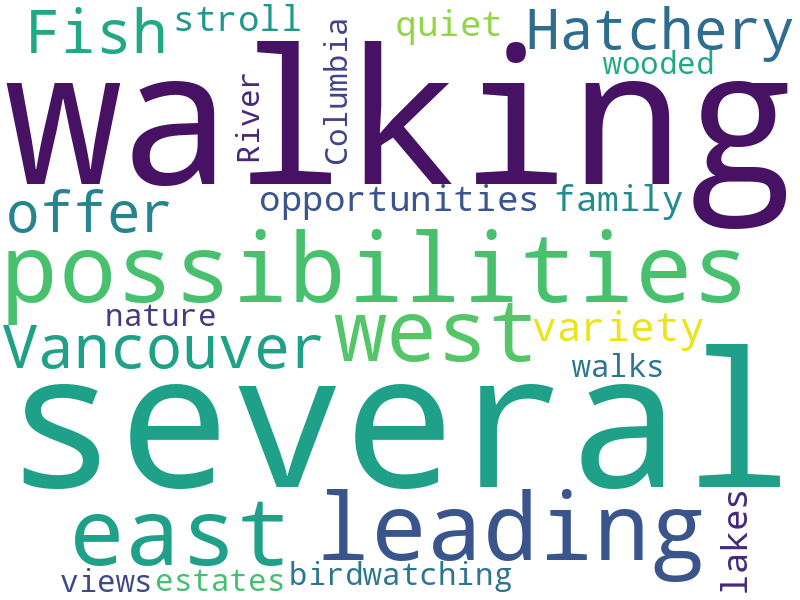 Fish
stroll
quiet
Hatchery
wooded
walking
River
Columbia
offer
opportunities
family
possibilities
nature
west
variety
Vancouver
walks
several
east
leading
lakes
views
estates
birdwatching